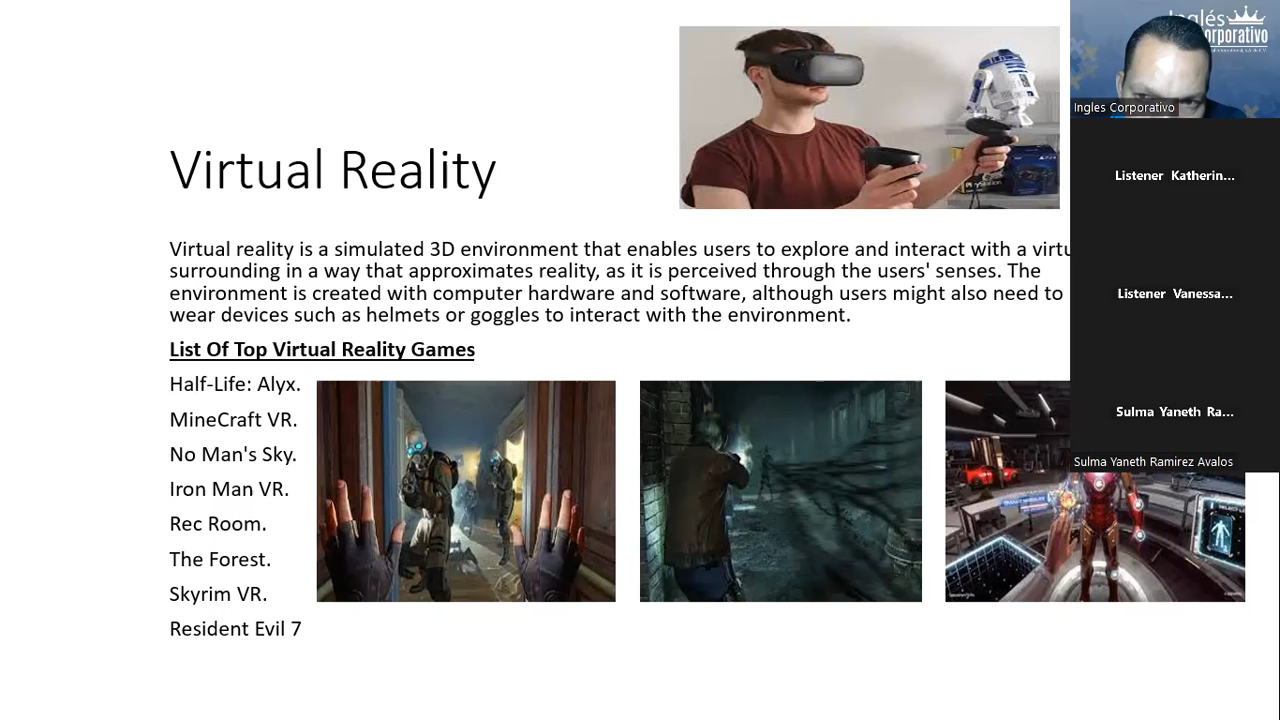 Inglés
Corporativo
Ingles Corporativo
Listener Katherin...
Listener Vanessa...
Sulma Yaneth Ra...
Sulma Yaneth Ramirez Avalos
Virtual Reality
Virtual reality is a simulated 3D environment that enables users to explore and interact with a virtu
surrounding in a way that approximates reality, as it is perceived through the users' senses. The
environment is created with computer hardware and software, although users might also need to
wear devices such as helmets or goggles to interact with the environment.
List Of Top Virtual Reality Games
Half-Life: Alyx.
MineCraft VR.
No Man's Sky.
Iron Man VR.
Rec Room.
The Forest.
Skyrim VR.
Resident Evil 7